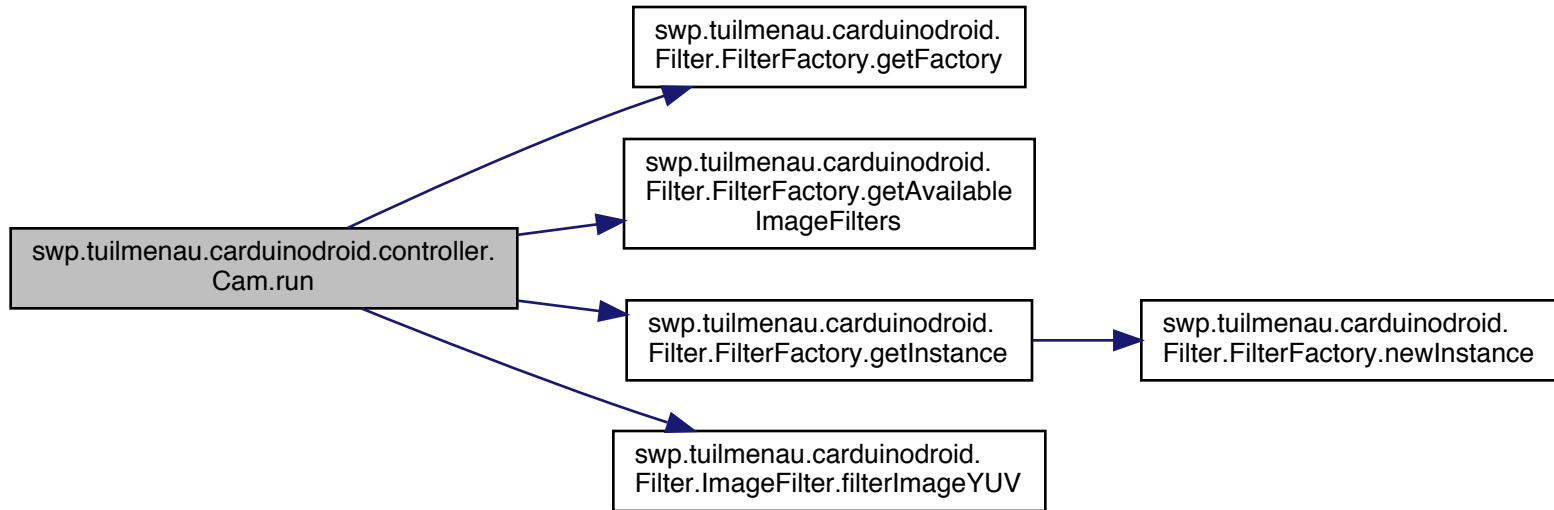 swp.tuilmenau.carduinodroid.
Filter.FilterFactory.getFactory
swp.tuilmenau.carduinodroid.
Filter.FilterFactory.getAvailable
ImageFilters
swp.tuilmenau.carduinodroid.controller.
Cam.run
swp.tuilmenau.carduinodroid.
Filter.FilterFactory.getInstance
swp.tuilmenau.carduinodroid.
Filter.FilterFactory.newInstance
swp.tuilmenau.carduinodroid.
Filter.ImageFilter.filterImageYUV